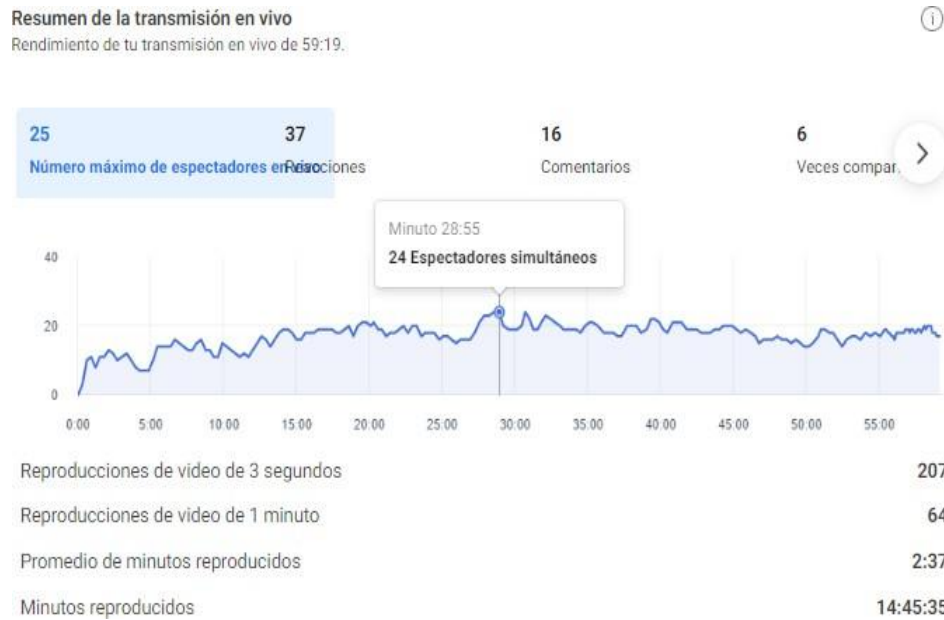 Resumen de la transmisión en vivo
Rendimiento de tu transmisión en vivo de 59:19.
25 37 16 6
Número máximo de espectadores en vivo Reacciones Comentarios Veces compar
Minuto 28:55
24 Espectadores simultáneos
40
20
0
0:00 5:00 10:00 15:00 20:00 25:00 30:00 35:00 40:00 45:00 50:00 55:00
Reproducciones de video de 3 segundos 207
Reproducciones de video de 1 minuto 64
Promedio de minutos reproducidos 2:37
Minutos reproducidos 14:45:35